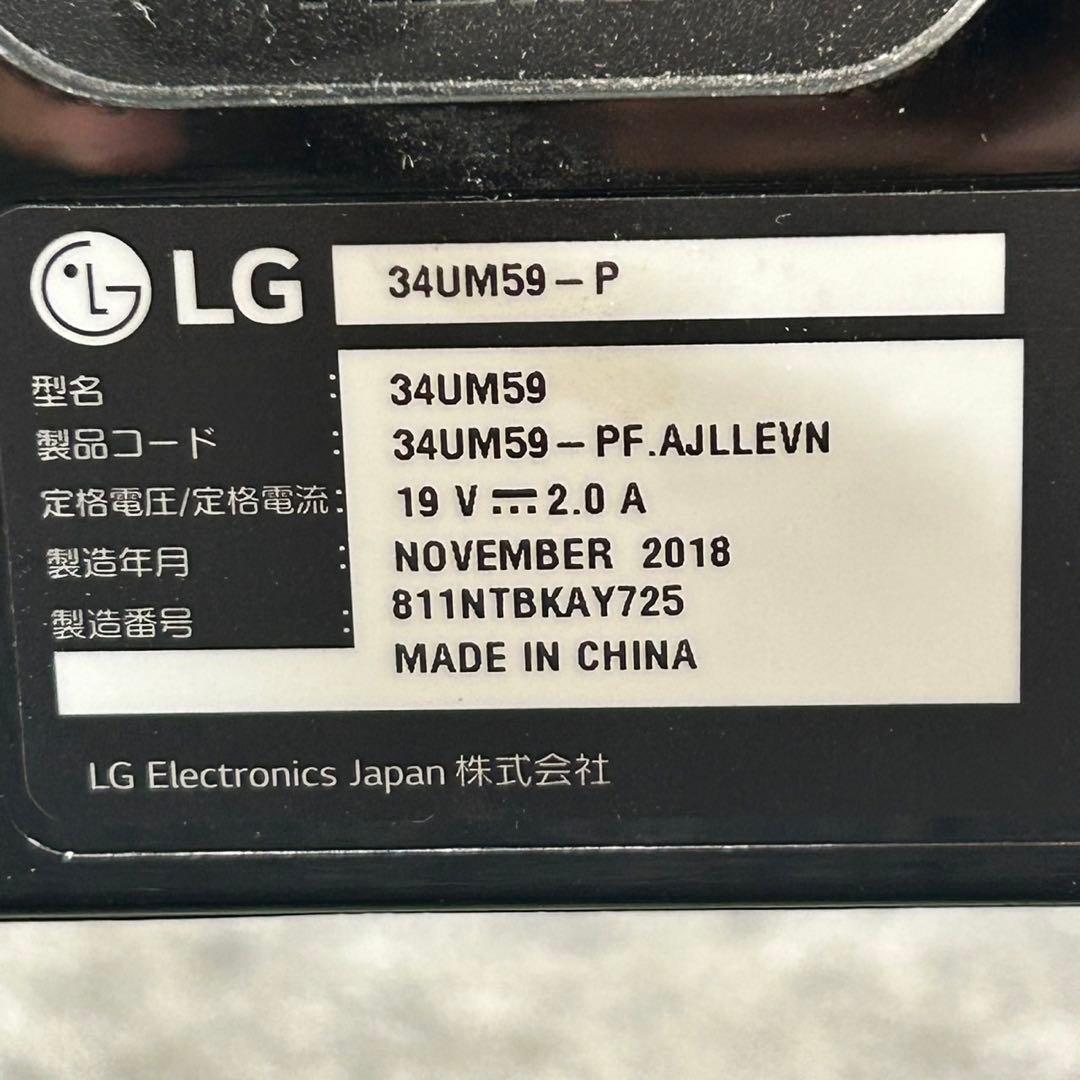 LG 34UM59-P
型名 : 34UM59
製品コード : 34UM59-PF.AJLLEVN
定格電圧/定格電流: 19 V ⎓ 2.0 A
製造年月 : NOVEMBER 2018
製造番号 : 811NTBKAY725
MADE IN CHINA
LG Electronics Japan 株式会社